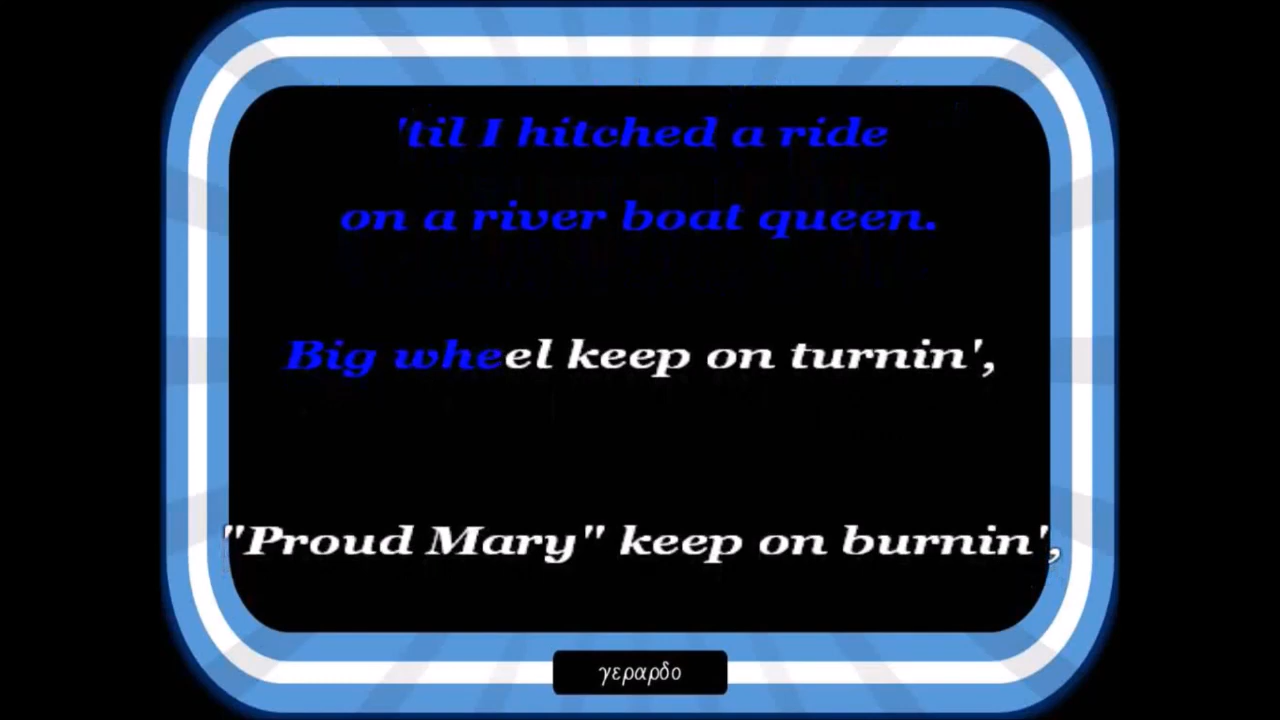 'til I hitched a ride
on a river boat queen.
Big wheel keep on turnin',
"Proud Mary" keep on burnin',
γεραρδο